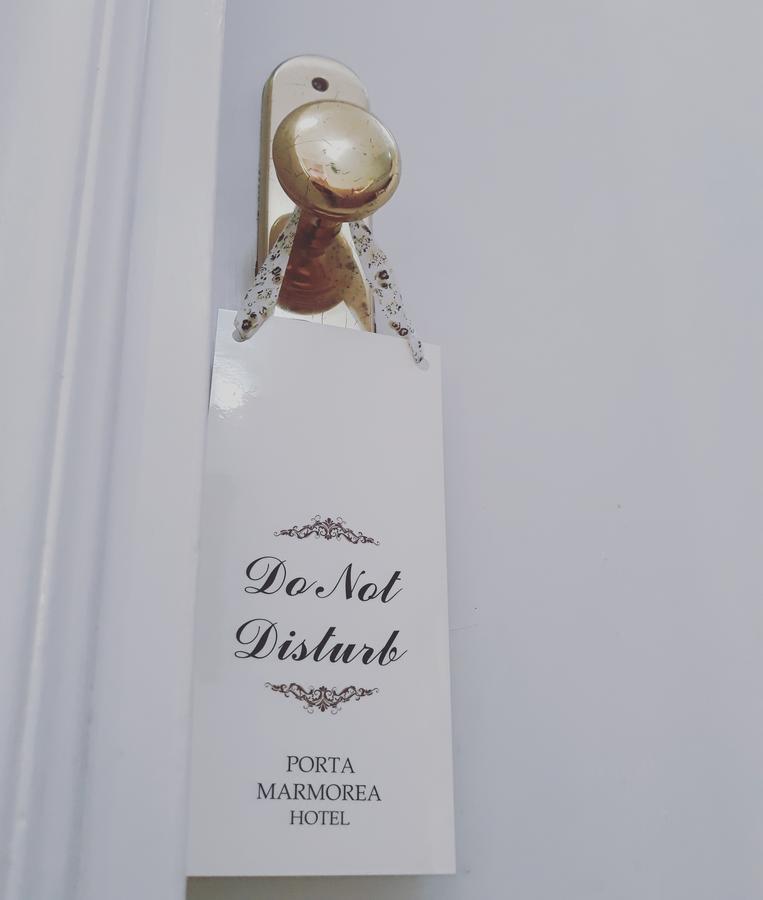 Do Not
Disturb
PORTA
MARMOREA
HOTEL